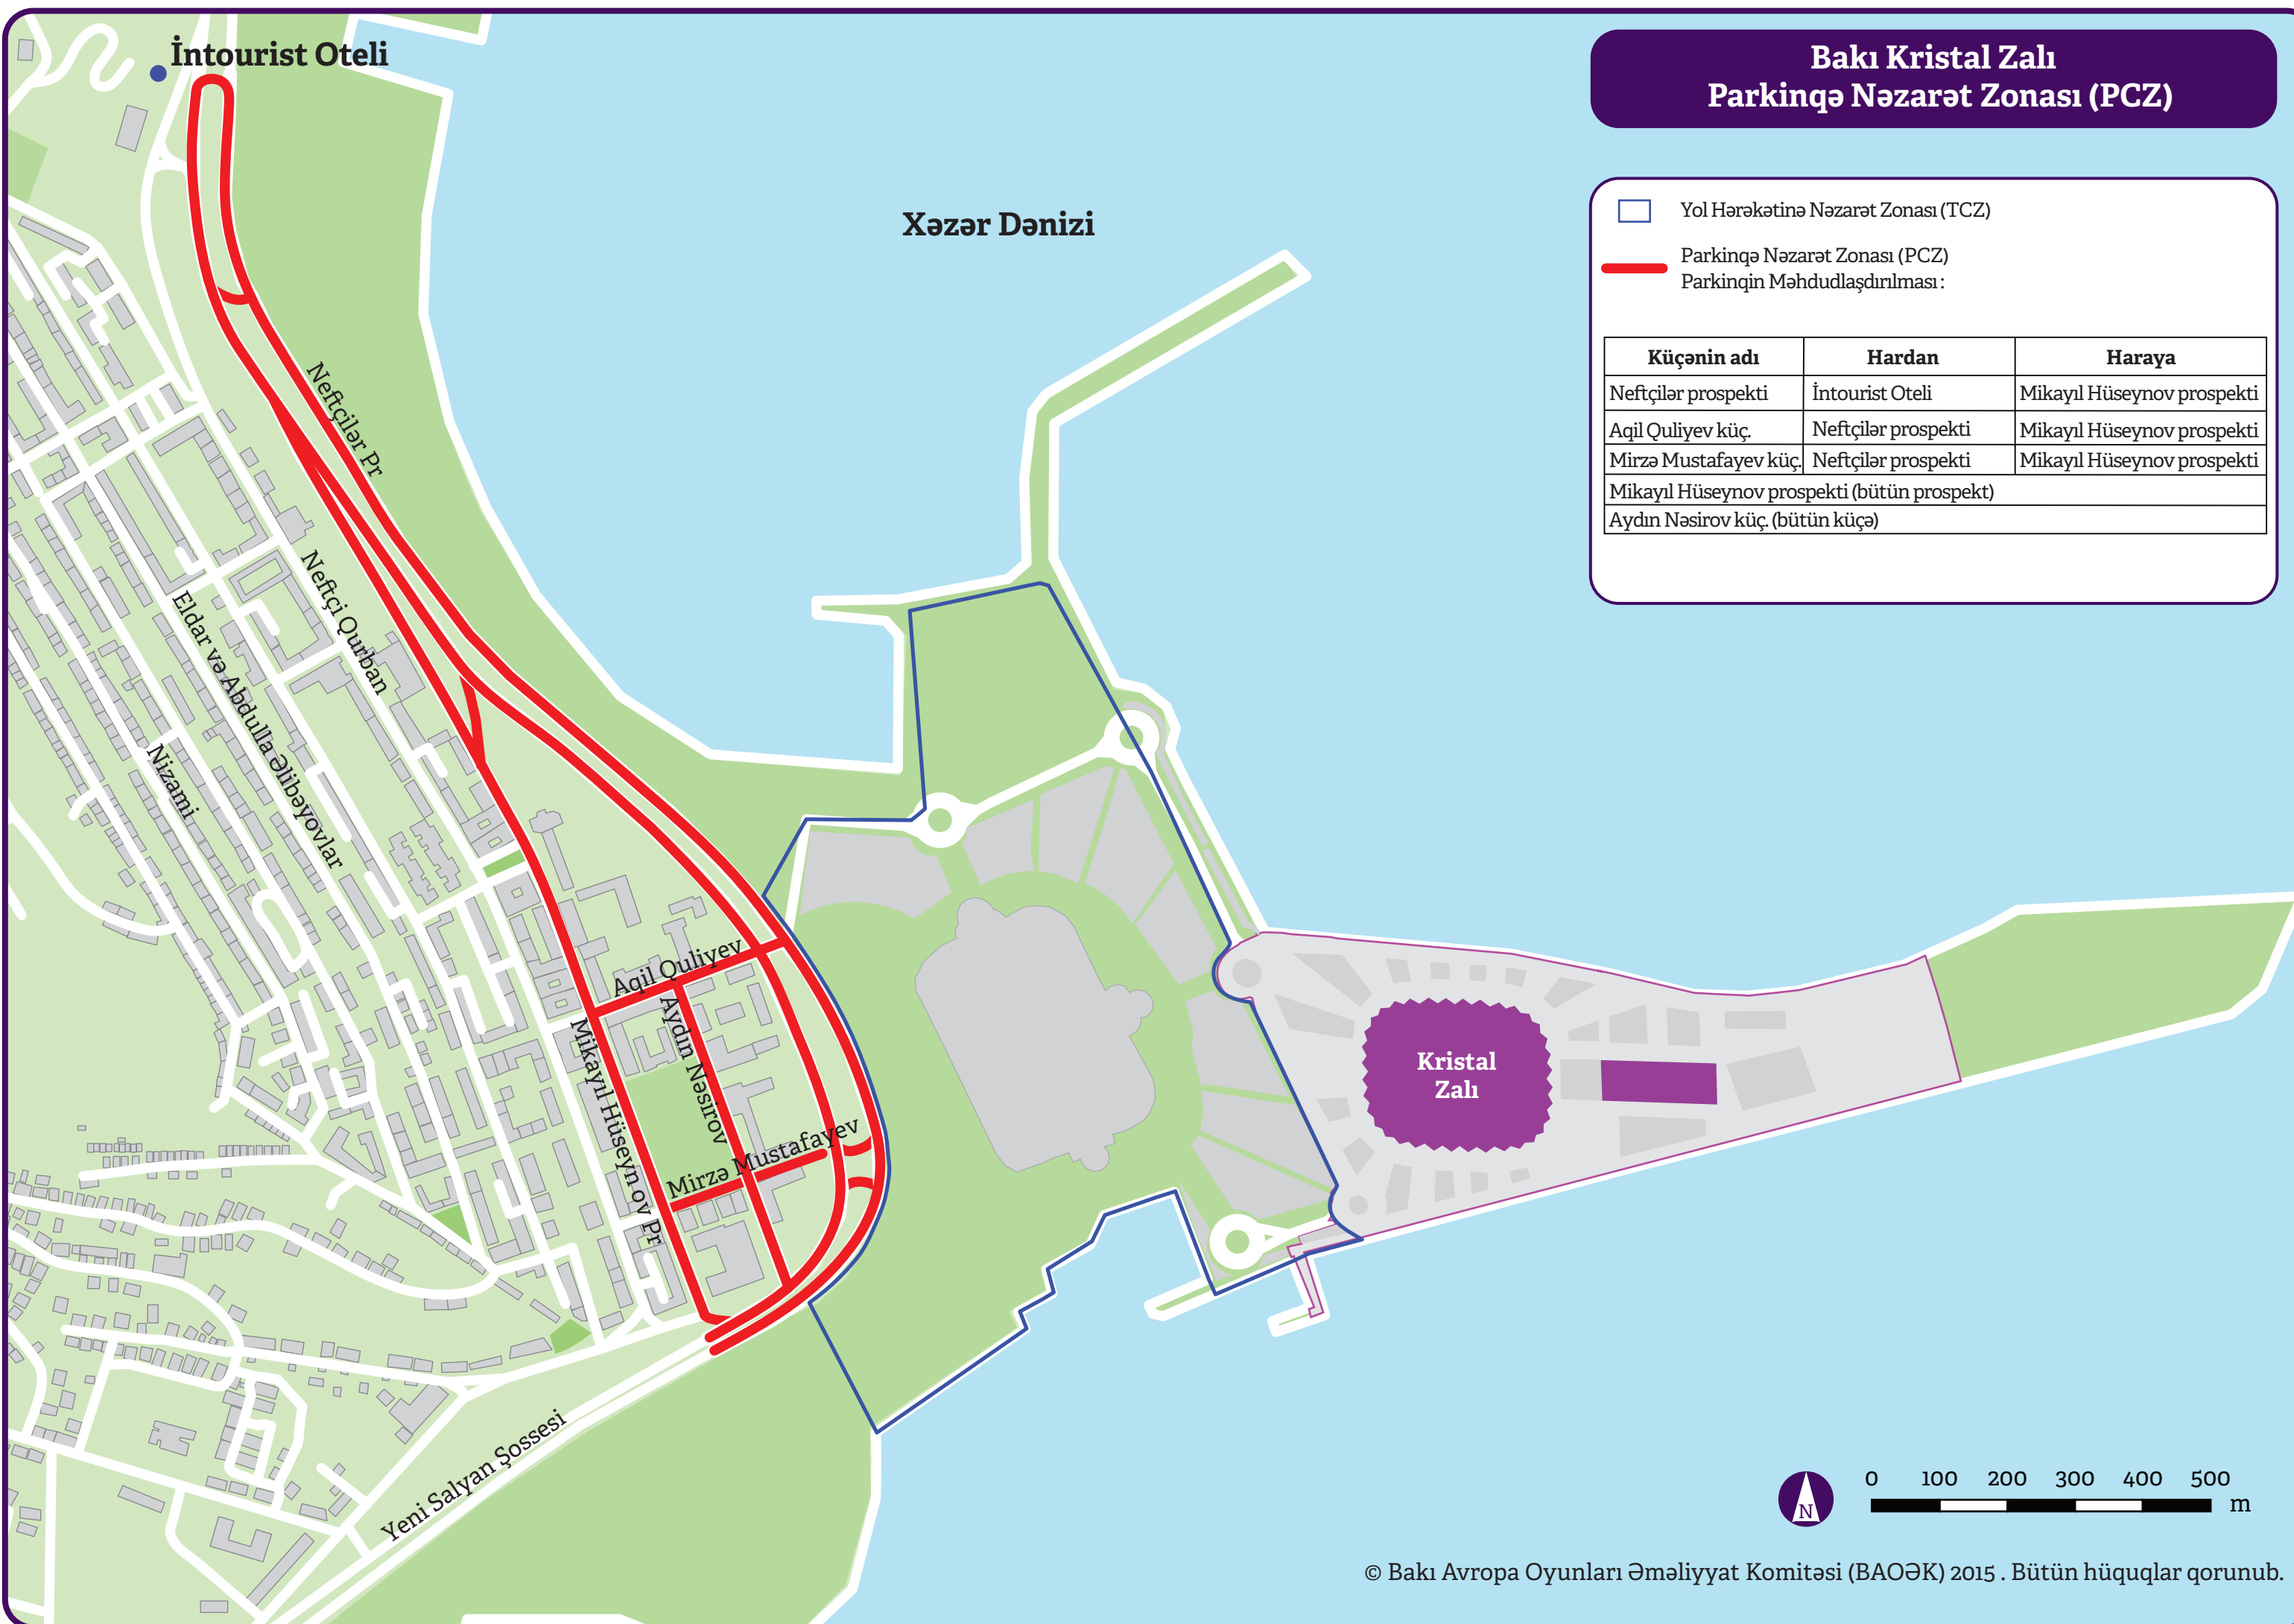 Bakı Kristal Zalı
Parkinqə Nəzarət Zonası (PCZ)
Yol Hərəkətinə Nəzarət Zonası (TCZ)
Parkinqə Nəzarət Zonası (PCZ)
Parkinqin Məhdudlaşdırılması :
Küçənin adı Hardan Haraya
Neftçilər prospekti İntourist Oteli Mikayıl Hüseynov prospekti
Aqil Quliyev küç. Neftçilər prospekti Mikayıl Hüseynov prospekti
Mirzə Mustafayev küç. Neftçilər prospekti Mikayıl Hüseynov prospekti
Mikayıl Hüseynov prospekti (bütün prospekt)
Aydın Nəsirov küç. (bütün küçə)
İntourist Oteli
Xəzər Dənizi
Neftçilər Pr
Neftçi Qurban
Eldar və Abdulla Əlibəyovlar
Nizami
Aqil Quliyev
Aydın Nəsirov
Mikayıl Hüseynov Pr
Mirzə Mustafayev
Kristal
Zalı
Yeni Salyan Şossesi
N
0 100 200 300 400 500
m
© Bakı Avropa Oyunları Əməliyyat Komitəsi (BAOƏK) 2015 . Bütün hüquqlar qorunub.